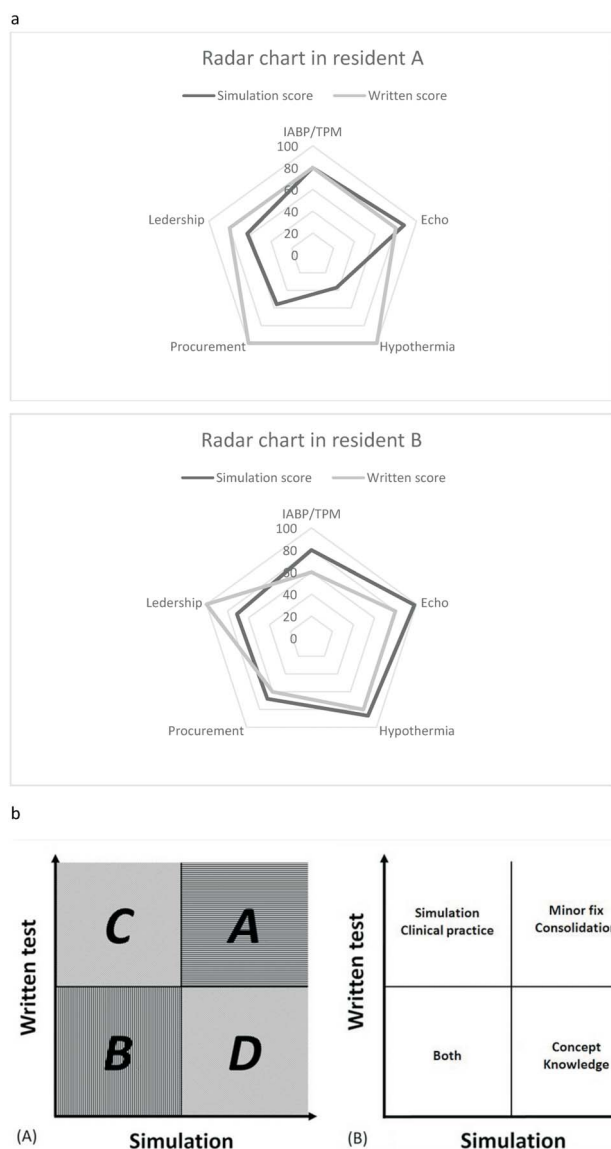 a
Radar chart in resident A
Simulation score Written score
IABP/TPM
100
80
60
40
20
0
Echo
Ledership
Procurement
Hypothermia
Radar chart in resident B
Simulation score Written score
IABP/TPM
100
80
60
40
20
0
Echo
Ledership
Procurement
Hypothermia
b
Written test
C
A
B
D
(A)
Simulation
Written test
Simulation
Clinical practice
Minor fix
Consolidation
Both
Concept
Knowledge
(B)
Simulation